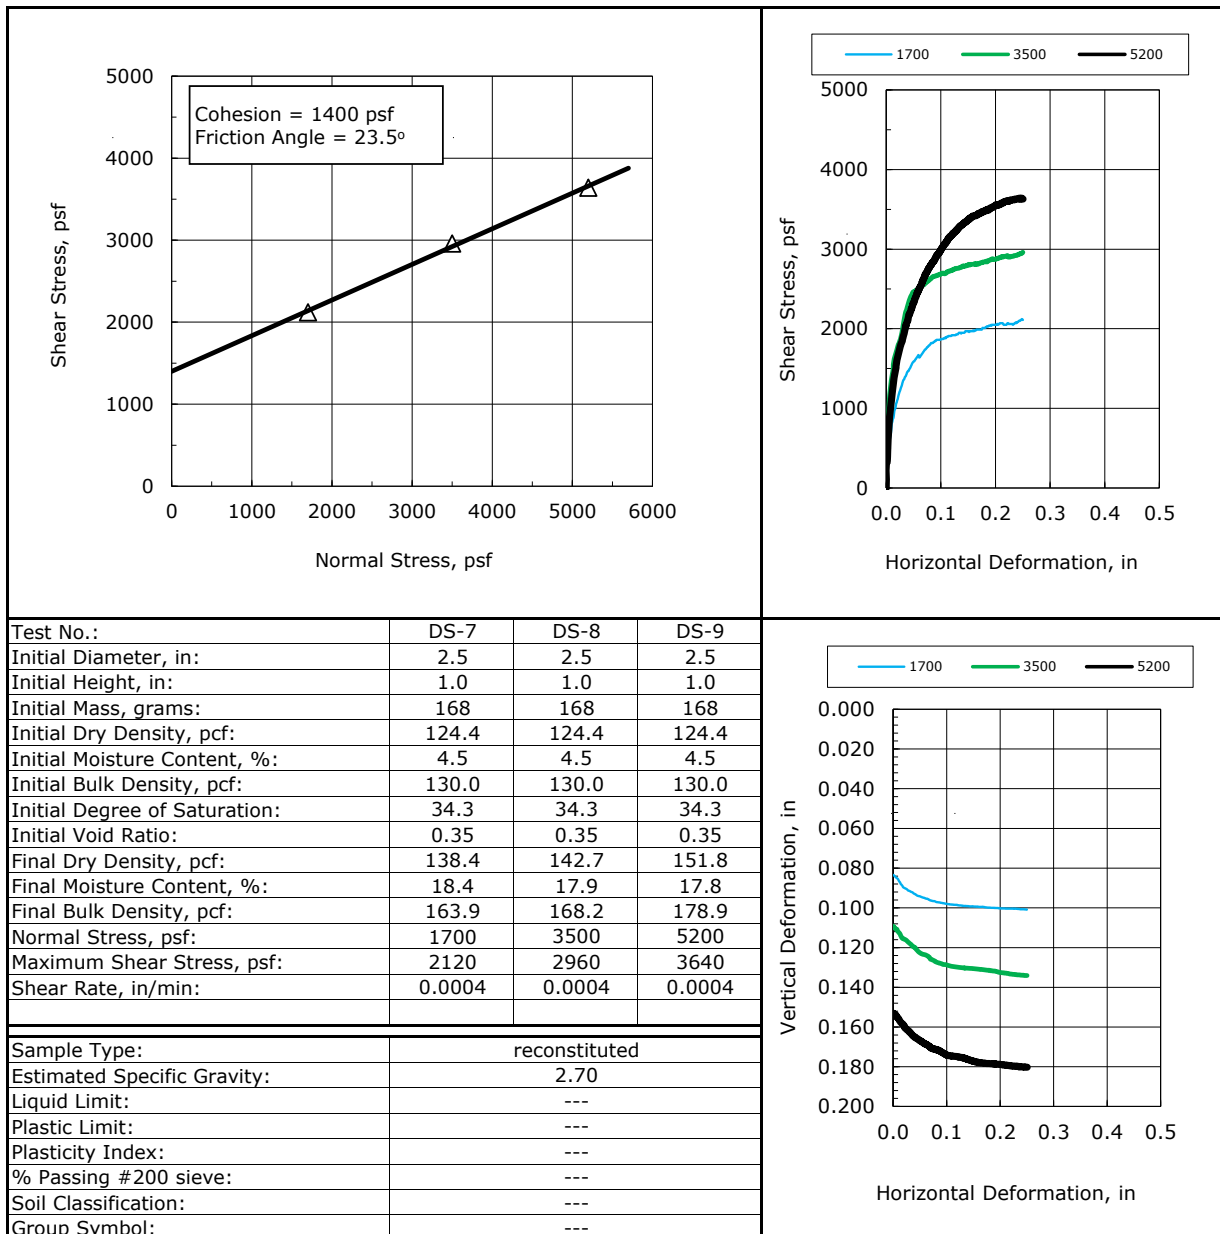 5000
4000
3000
2000
1000
0
Cohesion = 1400 psf
Friction Angle = 23.5o
Shear Stress, psf
0 1000 2000 3000 4000 5000 6000
Normal Stress, psf
1700 3500 5200
5000
4000
3000
2000
1000
0
Shear Stress, psf
0.0 0.1 0.2 0.3 0.4 0.5
Horizontal Deformation, in
Test No.: DS-7 DS-8 DS-9
Initial Diameter, in: 2.5 2.5 2.5
Initial Height, in: 1.0 1.0 1.0
Initial Mass, grams: 168 168 168
Initial Dry Density, pcf: 124.4 124.4 124.4
Initial Moisture Content, %: 4.5 4.5 4.5
Initial Bulk Density, pcf: 130.0 130.0 130.0
Initial Degree of Saturation: 34.3 34.3 34.3
Initial Void Ratio: 0.35 0.35 0.35
Final Dry Density, pcf: 138.4 142.7 151.8
Final Moisture Content, %: 18.4 17.9 17.8
Final Bulk Density, pcf: 163.9 168.2 178.9
Normal Stress, psf: 1700 3500 5200
Maximum Shear Stress, psf: 2120 2960 3640
Shear Rate, in/min: 0.0004 0.0004 0.0004
Sample Type: reconstituted
Estimated Specific Gravity: 2.70
Liquid Limit: ---
Plastic Limit: ---
Plasticity Index: ---
% Passing #200 sieve: ---
Soil Classification: ---
Group Symbol: ---
1700 3500 5200
0.000
0.020
0.040
0.060
0.080
0.100
0.120
0.140
0.160
0.180
0.200
Vertical Deformation, in
0.0 0.1 0.2 0.3 0.4 0.5
Horizontal Deformation, in